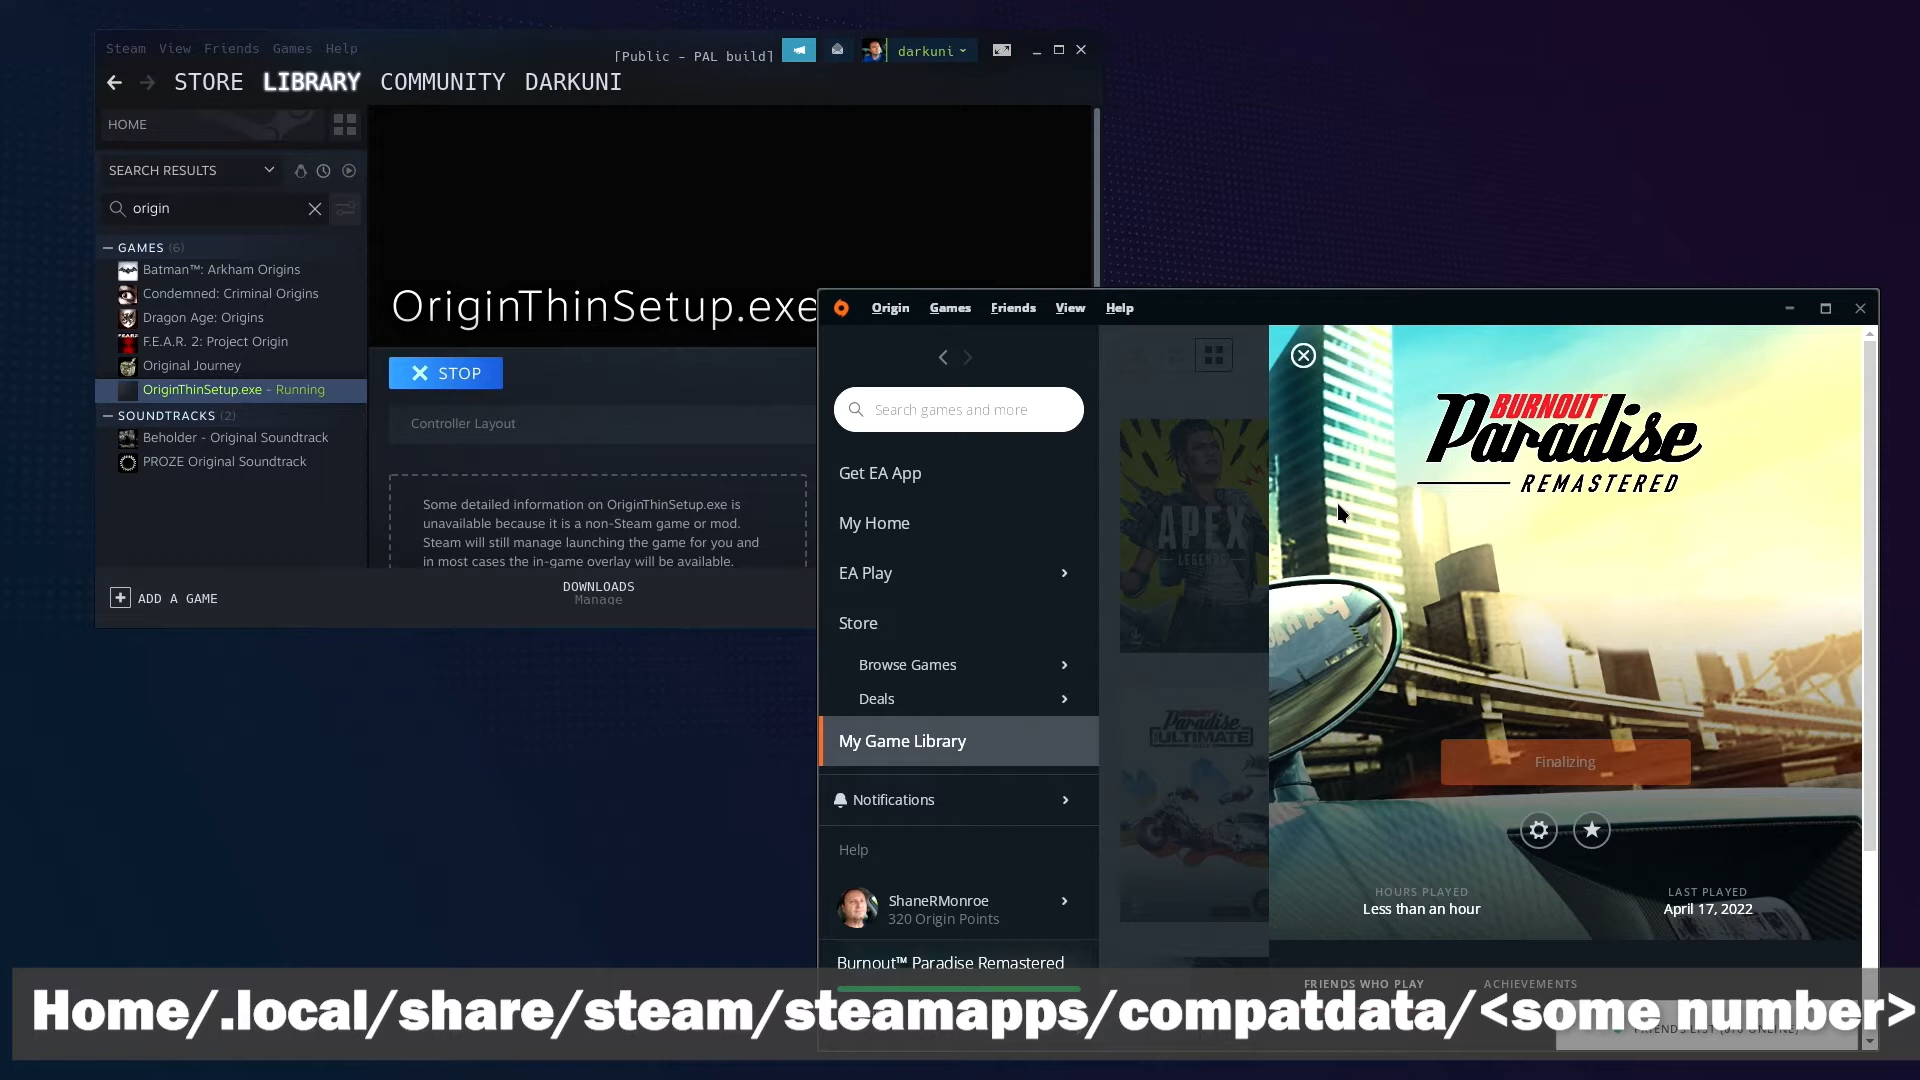 Steam View Friends Games Help
[Public - PAL build]
darkuni
STORE LIBRARY COMMUNITY DARKUNI
HOME
SEARCH RESULTS
origin
GAMES (6)
Batman™: Arkham Origins
Condemned: Criminal Origins
Dragon Age: Origins
F.E.A.R. 2: Project Origin
Original Journey
OriginThinSetup.exe - Running
SOUNDTRACKS (2)
Beholder - Original Soundtrack
PROZE Original Soundtrack
ADD A GAME
OriginThinSetup.exe
STOP
Controller Layout
Some detailed information on OriginThinSetup.exe is
unavailable because it is a non-Steam game or mod.
Steam will still manage launching the game for you and
in most cases the in-game overlay will be available.
DOWNLOADS
Manage
Origin Games Friends View Help
Search games and more
Get EA App
My Home
EA Play
Store
Browse Games
Deals
My Game Library
Notifications
Help
ShaneRMonroe
320 Origin Points
Burnout™ Paradise Remastered
APEX
LEGENDS
BURNOUT
Paradise
ULTIMATE
BURNOUT™
Paradise
REMASTERED
Finalizing
HOURS PLAYED
Less than an hour
LAST PLAYED
April 17, 2022
FRIENDS WHO PLAY ACHIEVEMENTS
Home/.local/share/steam/steamapps/compatdata/<some number>